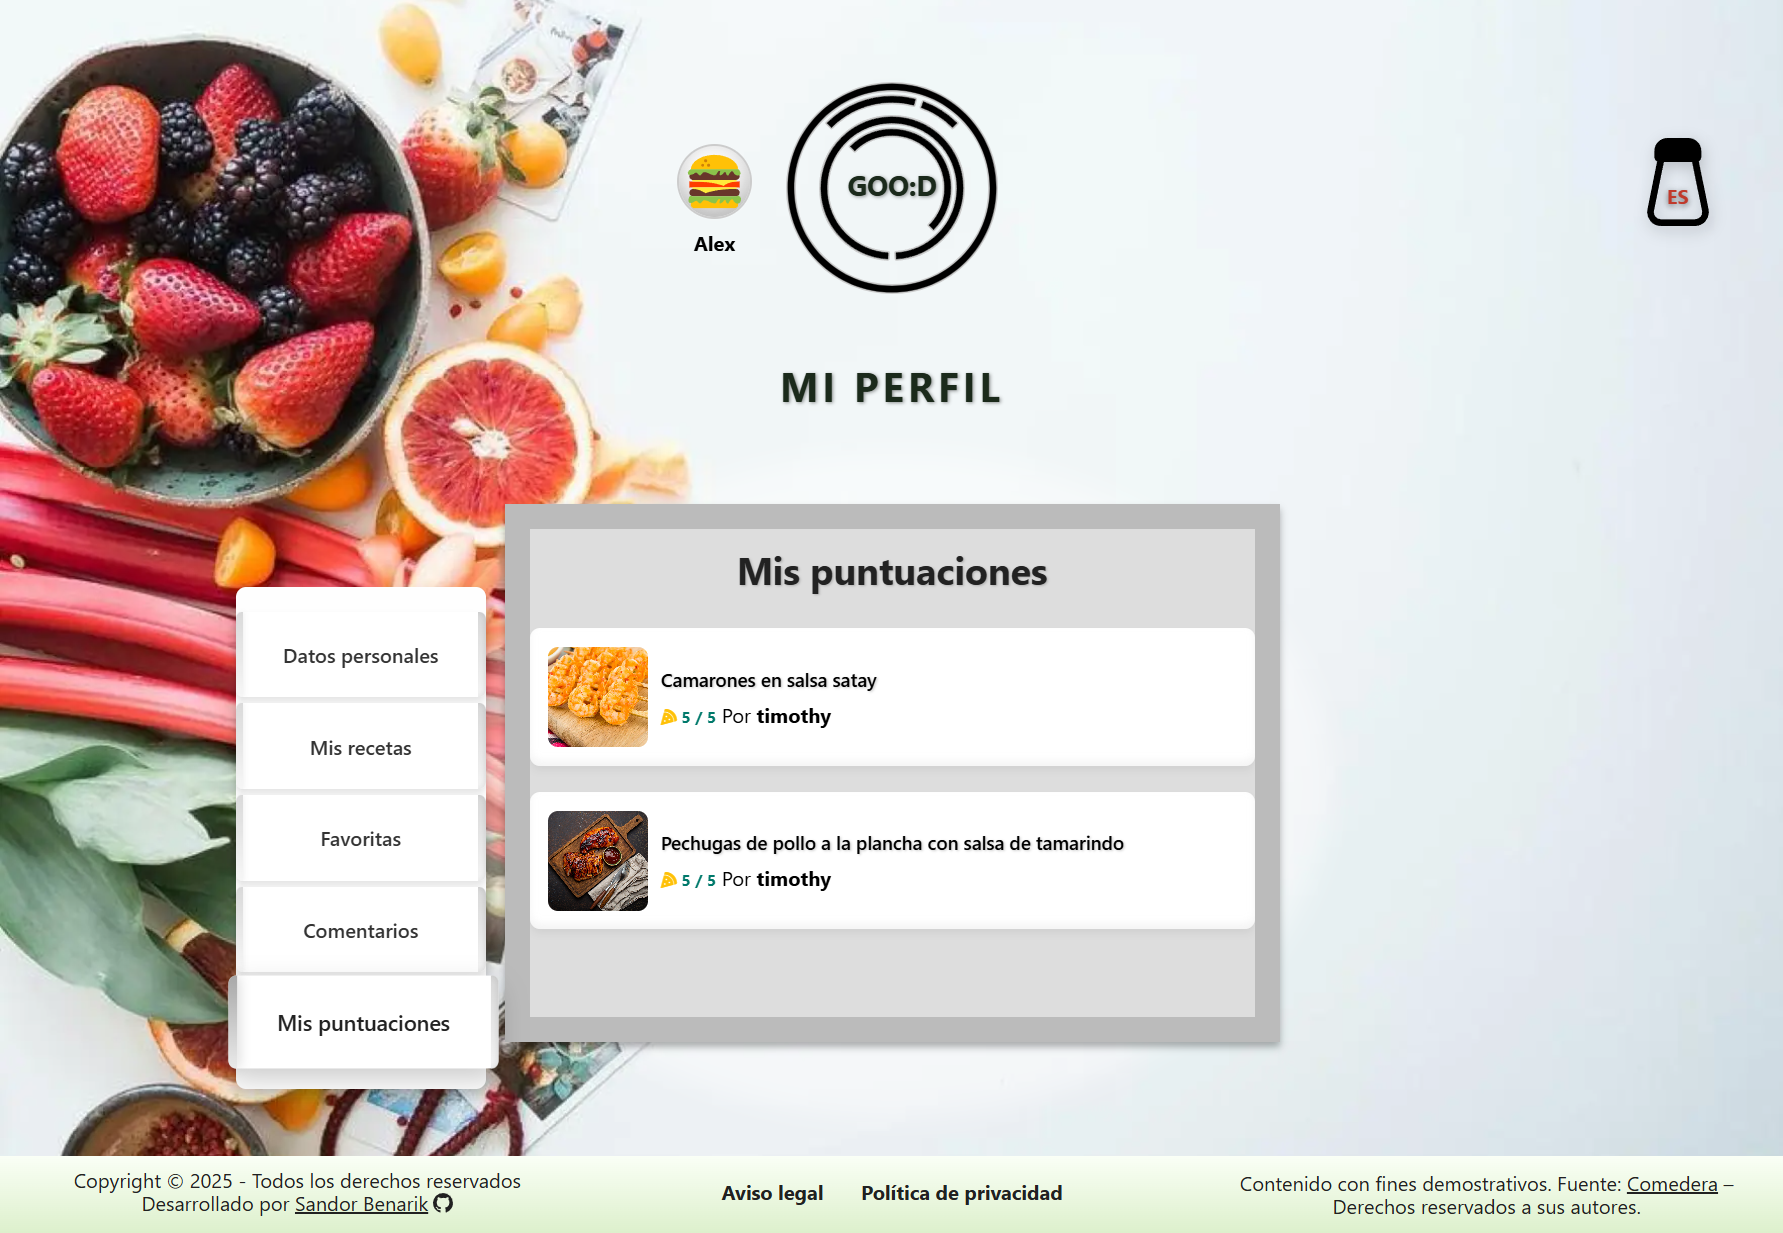 GOO:D
Alex
ES
MI PERFIL
Mis puntuaciones
Datos personales
Mis recetas
Favoritas
Comentarios
Mis puntuaciones
Camarones en salsa satay
5 / 5 Por timothy
Pechugas de pollo a la plancha con salsa de tamarindo
5 / 5 Por timothy
Copyright © 2025 - Todos los derechos reservados
Desarrollado por Sandor Benarik
Aviso legal
Política de privacidad
Contenido con fines demostrativos. Fuente: Comedera –
Derechos reservados a sus autores.